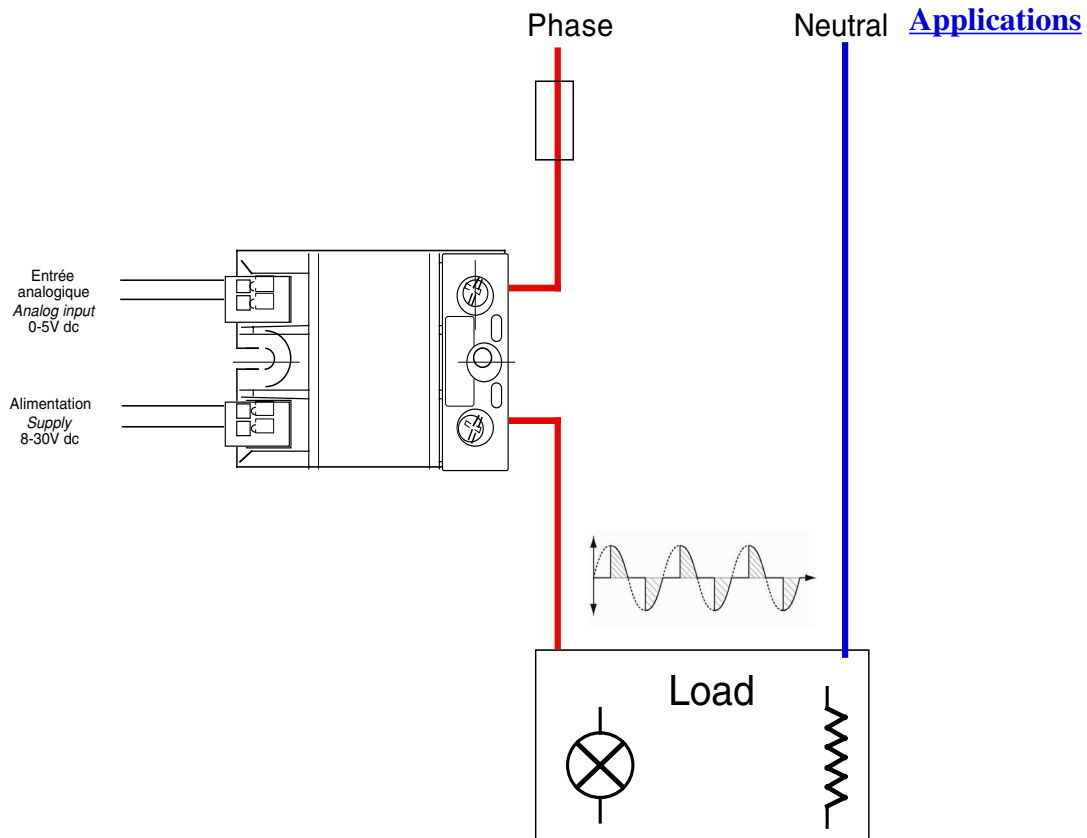 Phase
Neutral
Applications
Entrée
analogique
Analog input
0-5V dc
Alimentation
Supply
8-30V dc
Load